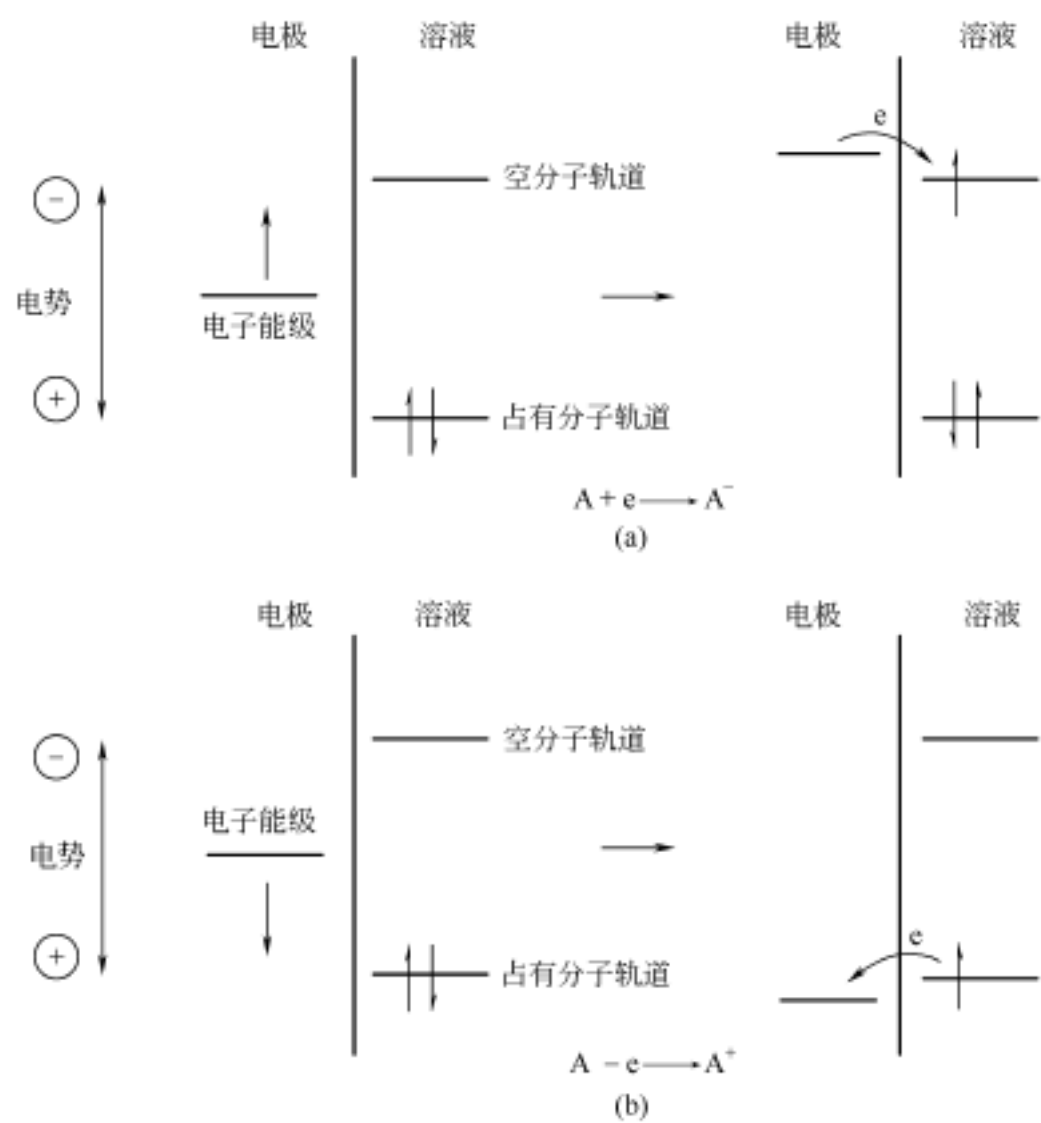 电极 溶液 电极 溶液
e
空分子轨道
−
电势
电子能级
+
占有分子轨道
A + e ⟶ A⁻
(a)
电极 溶液 电极 溶液
空分子轨道
−
电子能级
电势
e
+
占有分子轨道
A − e ⟶ A⁺
(b)